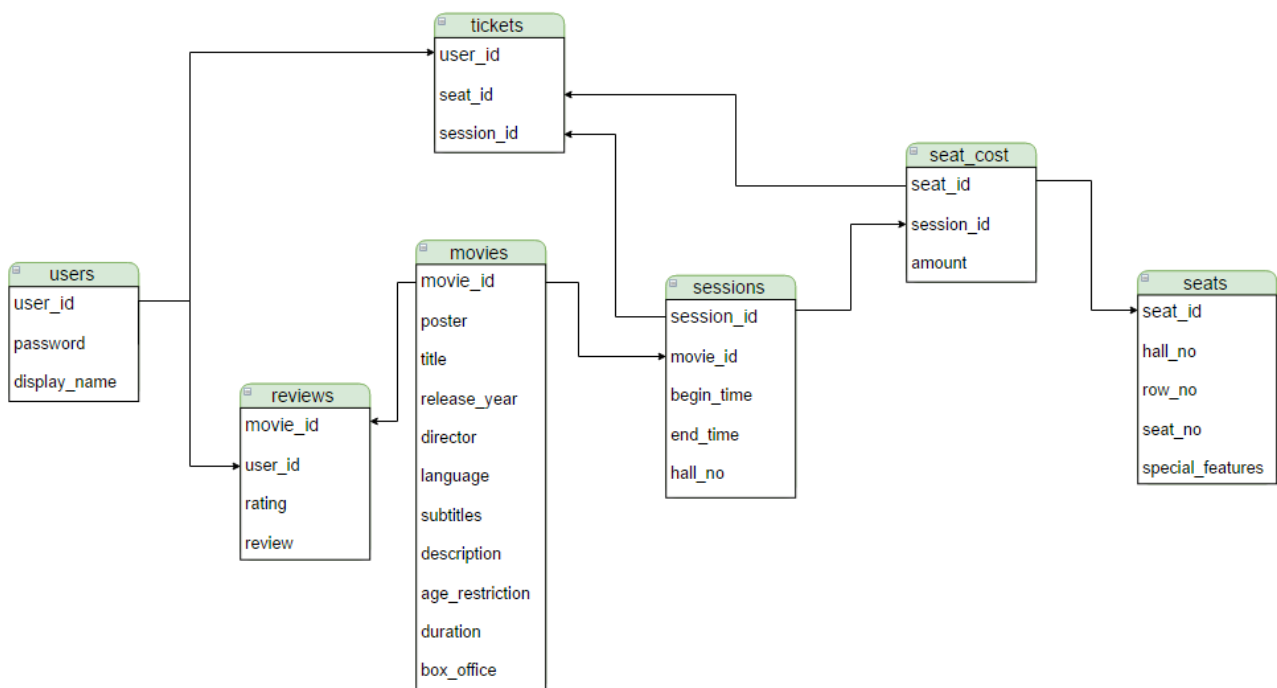 tickets
user_id
seat_id
session_id
seat_cost
seat_id
session_id
amount
users
user_id
password
display_name
movies
movie_id
poster
title
release_year
director
language
subtitles
description
age_restriction
duration
box_office
sessions
session_id
movie_id
begin_time
end_time
hall_no
seats
seat_id
hall_no
row_no
seat_no
special_features
reviews
movie_id
user_id
rating
review